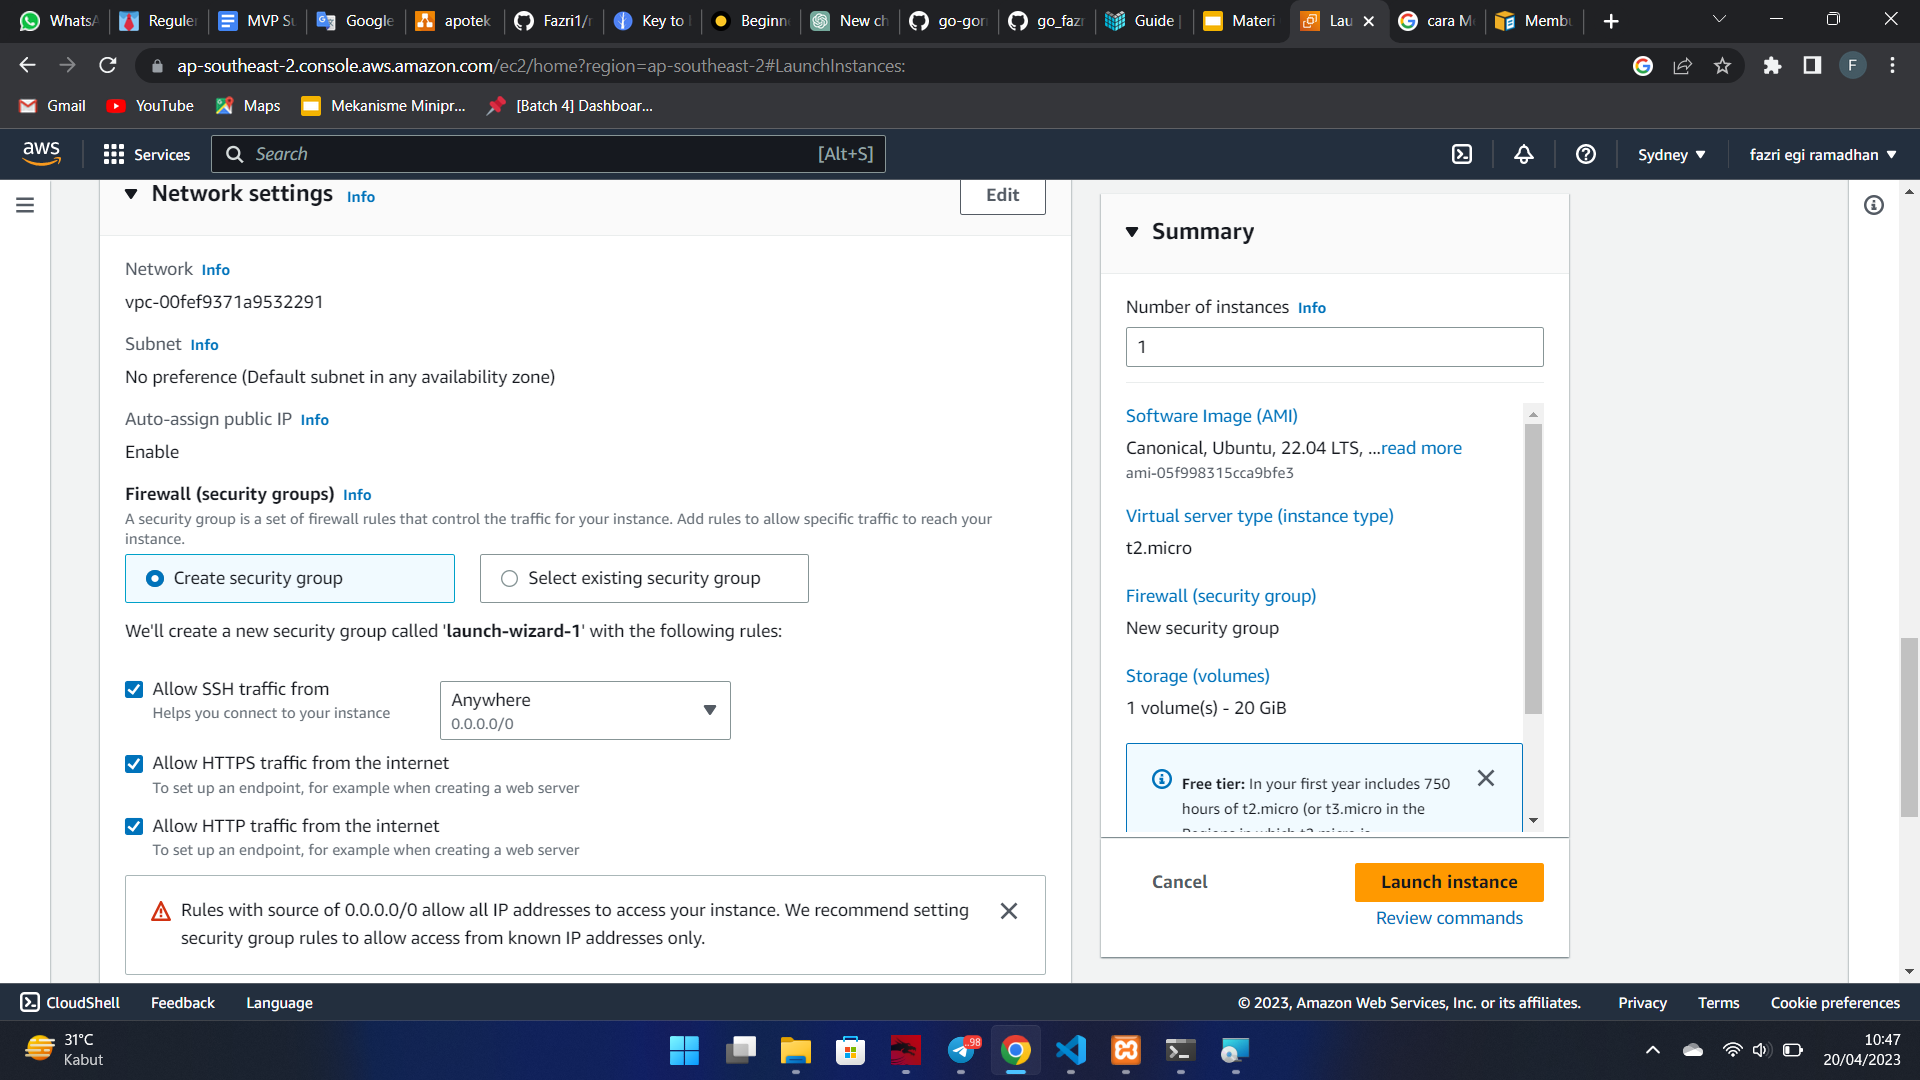 WhatsA
Reguler
MVP Su
Google
apotek
Fazri1/r
Key to
Beginn
New ch
go-gor
go_fazr
Guide
Materi
Lau
cara M
Membu
ap-southeast-2.console.aws.amazon.com/ec2/home?region=ap-southeast-2#LaunchInstances:
F
Gmail
YouTube
Maps
Mekanisme Minipr...
[Batch 4] Dashboar...
aws
Services
Search
[Alt+S]
Sydney
fazri egi ramadhan
Network settings Info
Edit
Network Info
vpc-00fef9371a9532291
Subnet Info
No preference (Default subnet in any availability zone)
Auto-assign public IP Info
Enable
Firewall (security groups) Info
A security group is a set of firewall rules that control the traffic for your instance. Add rules to allow specific traffic to reach your
instance.
Create security group
Select existing security group
We'll create a new security group called 'launch-wizard-1' with the following rules:
Allow SSH traffic from
Helps you connect to your instance
Anywhere
0.0.0.0/0
Allow HTTPS traffic from the internet
To set up an endpoint, for example when creating a web server
Allow HTTP traffic from the internet
To set up an endpoint, for example when creating a web server
Rules with source of 0.0.0.0/0 allow all IP addresses to access your instance. We recommend setting
security group rules to allow access from known IP addresses only.
Summary
Number of instances Info
1
Software Image (AMI)
Canonical, Ubuntu, 22.04 LTS, ...read more
ami-05f998315cca9bfe3
Virtual server type (instance type)
t2.micro
Firewall (security group)
New security group
Storage (volumes)
1 volume(s) - 20 GiB
Free tier: In your first year includes 750
hours of t2.micro (or t3.micro in the
Regions in which t2.micro is
Cancel
Launch instance
Review commands
CloudShell
Feedback
Language
© 2023, Amazon Web Services, Inc. or its affiliates.
Privacy
Terms
Cookie preferences
31°C
Kabut
98
10:47
20/04/2023